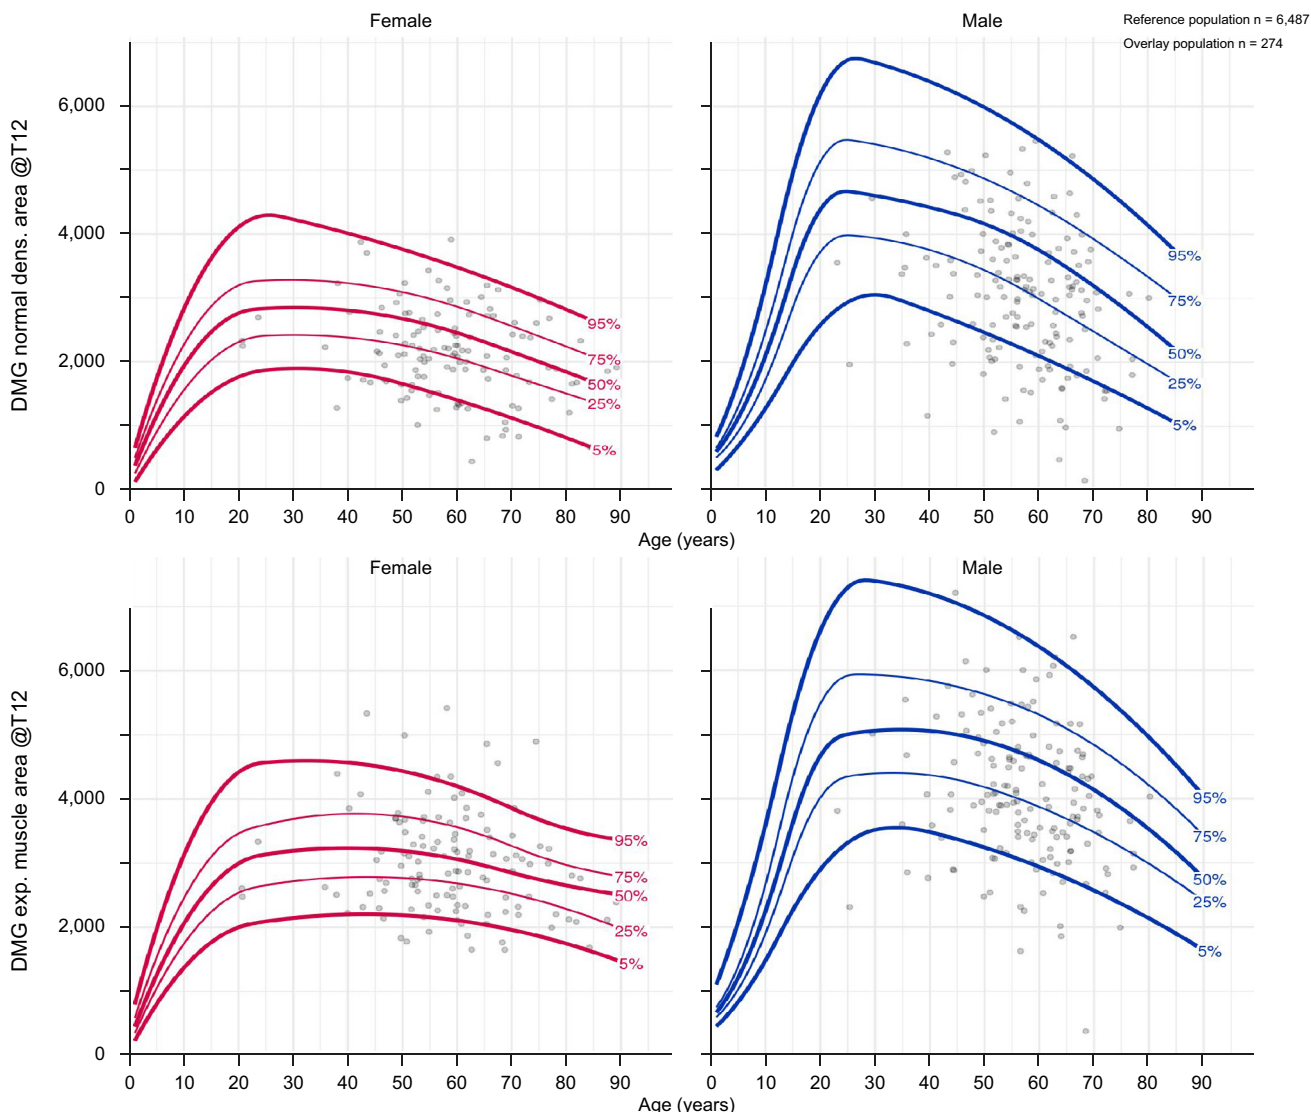 Female
Male
Reference population n = 6,487
Overlay population n = 274
DMG normal dens. area @T12
6,000
4,000
2,000
0
95%
75%
50%
25%
5%
95%
75%
50%
25%
5%
0 10 20 30 40 50 60 70 80 90
0 10 20 30 40 50 60 70 80 90
Age (years)
Female
Male
DMG exp. muscle area @T12
6,000
4,000
2,000
0
95%
75%
50%
25%
5%
95%
75%
50%
25%
5%
0 10 20 30 40 50 60 70 80 90
0 10 20 30 40 50 60 70 80 90
Age (years)